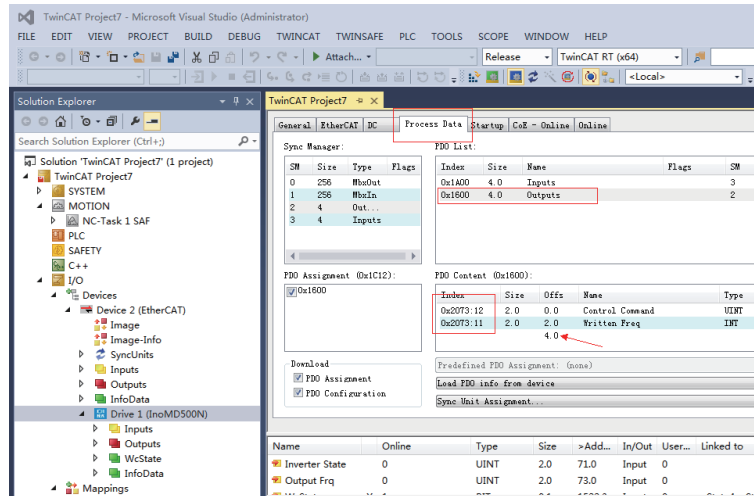 TwinCAT Project7 - Microsoft Visual Studio (Administrator)
FILE EDIT VIEW PROJECT BUILD DEBUG TWINCAT TWINSAFE PLC TOOLS SCOPE WINDOW HELP
Attach... Release TwinCAT RT (x64)
<Local>
Solution Explorer
Search Solution Explorer (Ctrl+;)
Solution 'TwinCAT Project7' (1 project)
TwinCAT Project7
SYSTEM
MOTION
NC-Task 1 SAF
PLC
SAFETY
C++
I/O
Devices
Device 2 (EtherCAT)
Image
Image-Info
SyncUnits
Inputs
Outputs
InfoData
Drive 1 (InoMD500N)
Inputs
Outputs
WcState
InfoData
Mappings
TwinCAT Project7
General EtherCAT DC Process Data Startup CoE - Online Online
Sync Manager:
SM Size Type Flags
0 256 MbxOut
1 256 MbxIn
2 4 Out...
3 4 Inputs
PDO List:
Index Size Name Flags SM
0x1A00 4.0 Inputs 3
0x1600 4.0 Outputs 2
PDO Assignment (0x1C12):
0x1600
PDO Content (0x1600):
Index Size Offs Name Type
0x2073:12 2.0 0.0 Control Command UINT
0x2073:11 2.0 2.0 Written Freq INT
4.0
Download
PDO Assignment
PDO Configuration
Predefined PDO Assignment: (none)
Load PDO info from device
Sync Unit Assignment...
Name Online Type Size >Add... In/Out User... Linked to
Inverter State 0 UINT 2.0 71.0 Input 0
Output Frq 0 UINT 2.0 73.0 Input 0